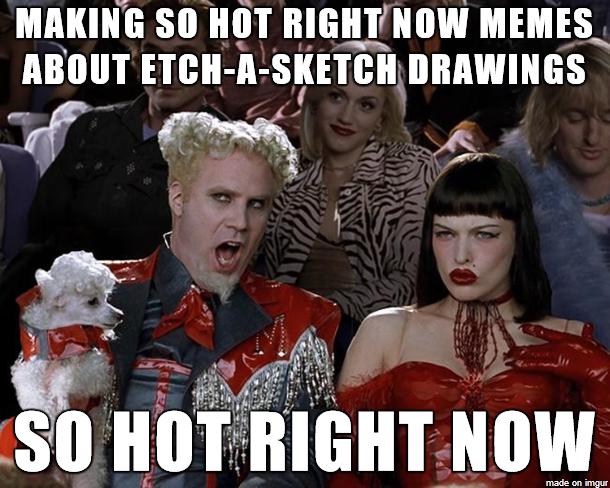 MAKING SO HOT RIGHT NOW MEMES
ABOUT ETCH-A-SKETCH DRAWINGS
SO HOT RIGHT NOW
made on imgur